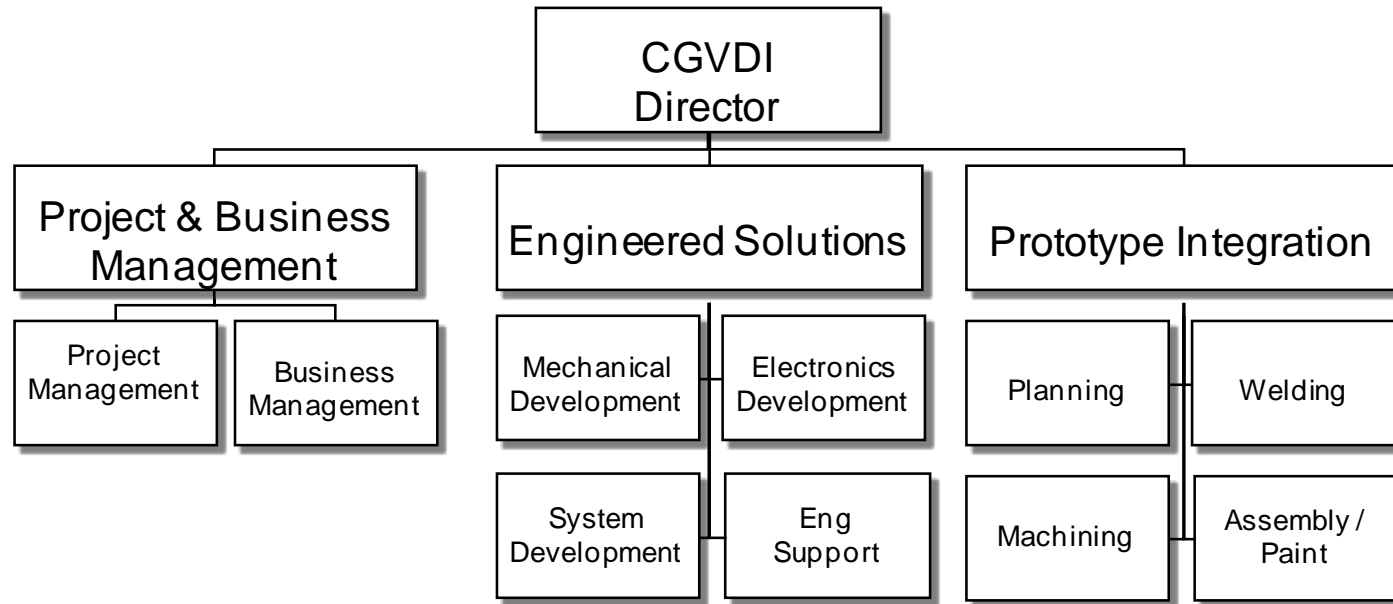 CGVDI
Director
Project & Business
Management
Engineered Solutions
Prototype Integration
Project
Management
Business
Management
Mechanical
Development
Electronics
Development
Planning
Welding
System
Development
Eng
Support
Machining
Assembly /
Paint